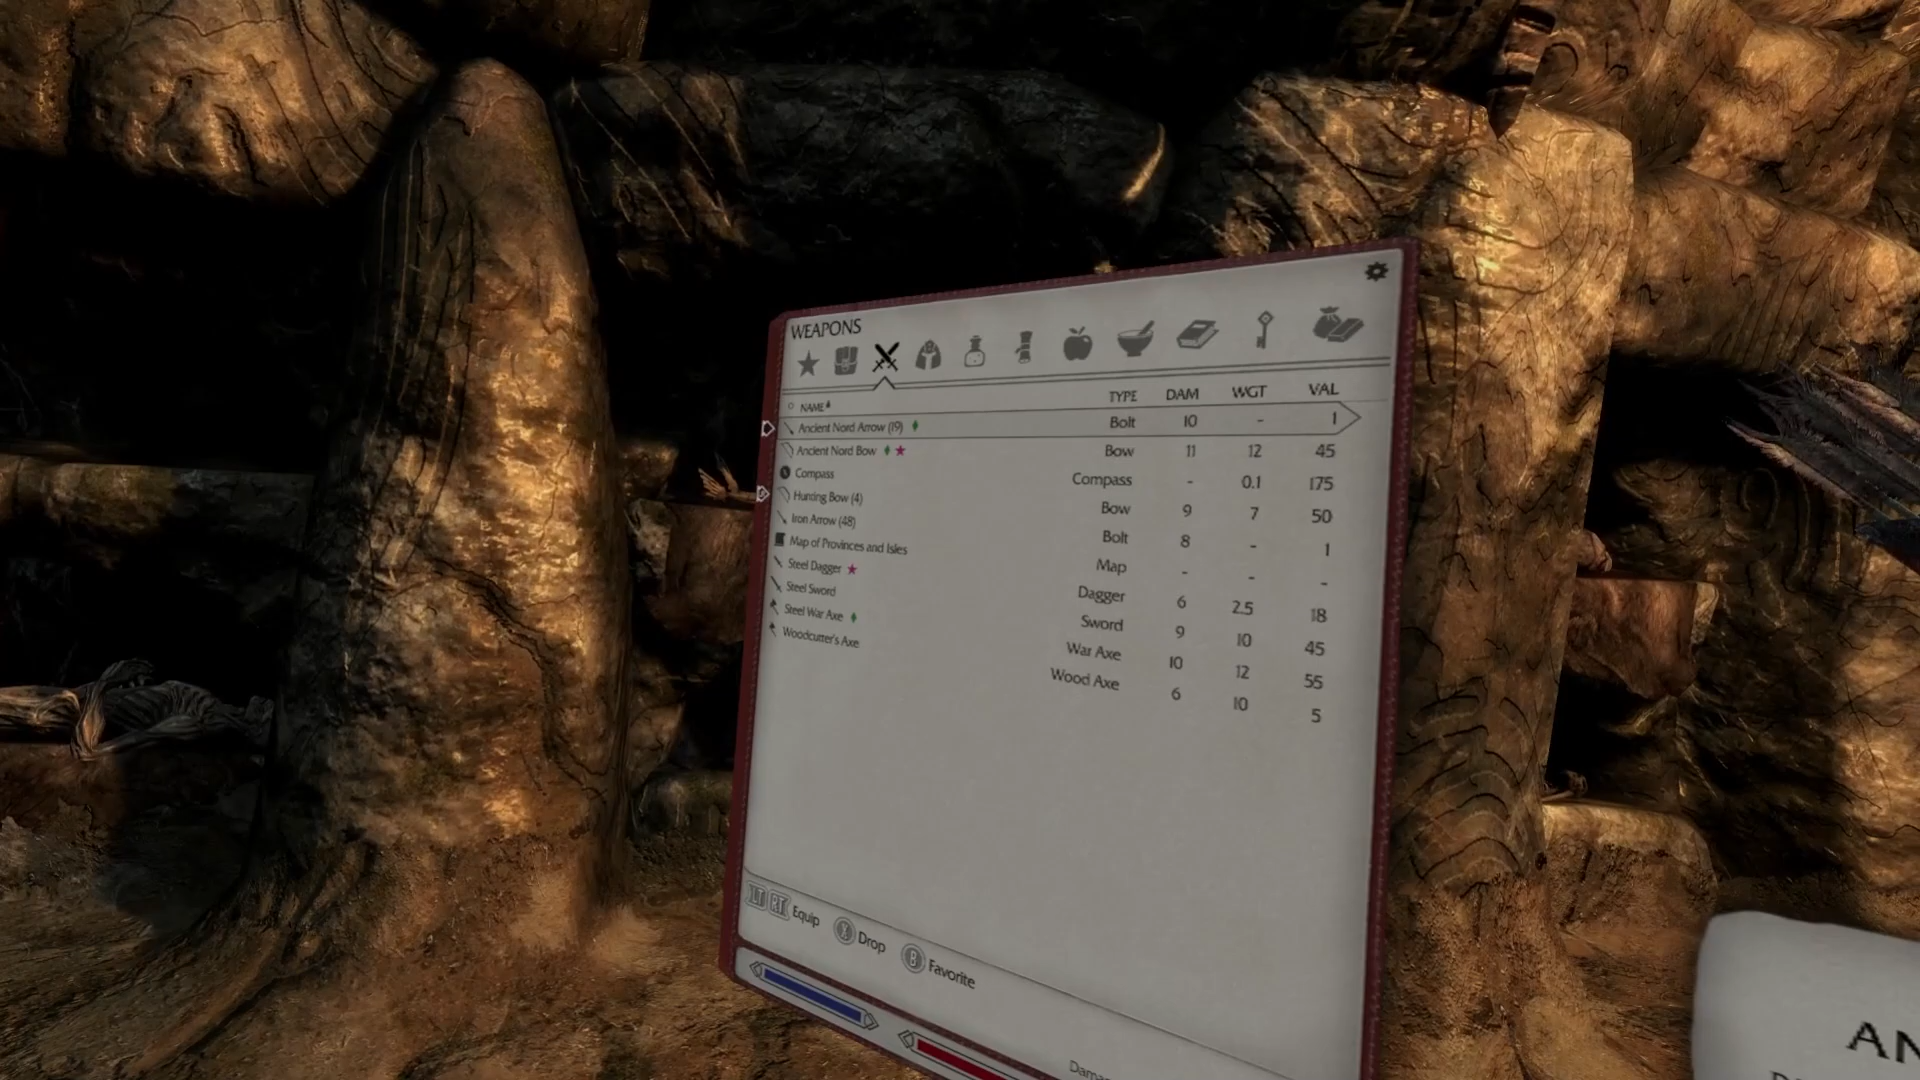 WEAPONS
NAME TYPE DAM WGT VAL
Ancient Nord Arrow (19) Bolt 10 - 1
Ancient Nord Bow Bow 11 12 45
Compass Compass - 0.1 175
Hunting Bow (4) Bow 9 7 50
Iron Arrow (48) Bolt 8 - 1
Map of Provinces and Isles Map - - -
Steel Dagger Dagger 6 2.5 18
Steel Sword Sword 9 10 45
Steel War Axe War Axe 10 12 55
Woodcutter's Axe Wood Axe 6 10 5
LT RT Equip X Drop B Favorite